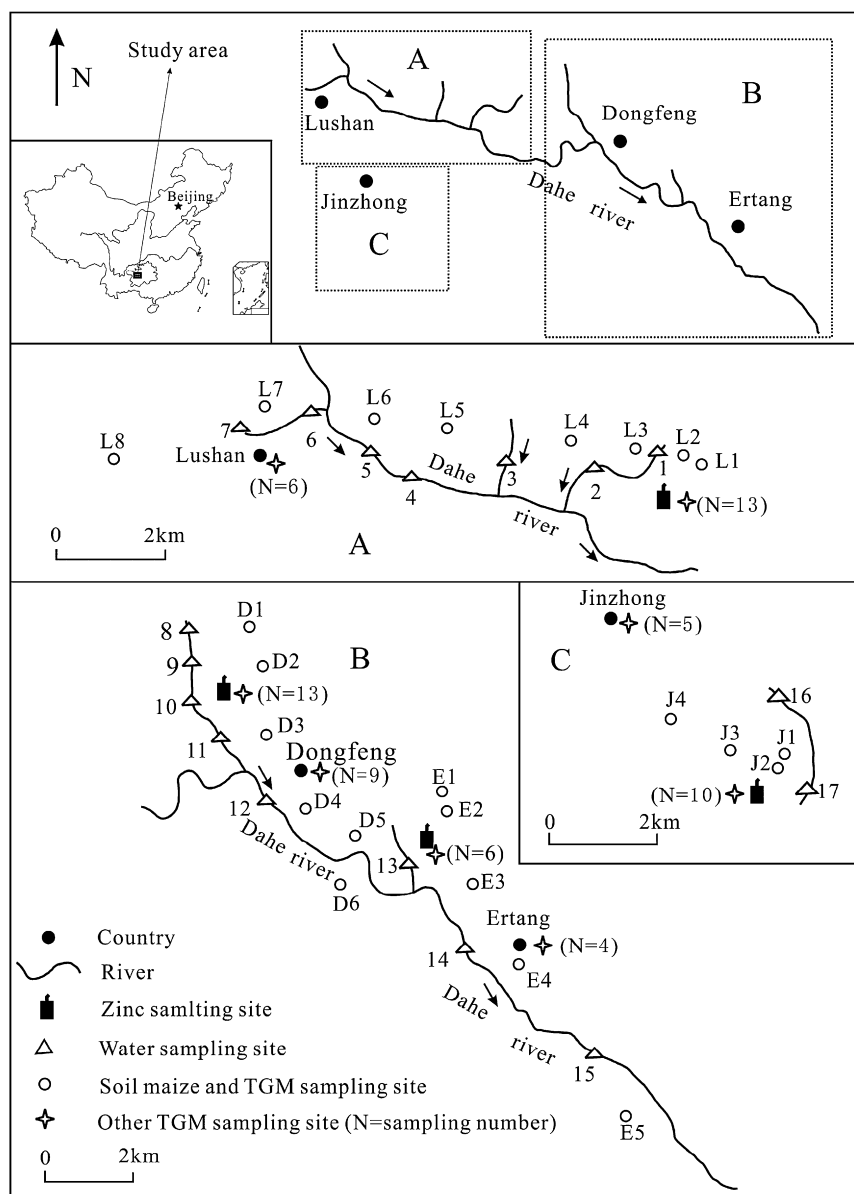 Study area
N
Beijing
A
Lushan
B
Dongfeng
Dahe river
Ertang
Jinzhong
C
L7
L6
L5
L4
L3
L2
L1
L8
7
6
5
4
3
2
1
Lushan
(N=6)
Dahe
river
(N=13)
0 2km
A
8
9
10
11
12
13
14
15
D1
D2
(N=13)
D3
Dongfeng
(N=9)
D4
D5
D6
Dahe river
B
E1
E2
(N=6)
E3
Ertang
(N=4)
E4
Dahe
river
E5
Jinzhong
(N=5)
C
16
J4
J3
J1
J2
(N=10)
17
0 2km
Country
River
Zinc samlting site
Water sampling site
Soil maize and TGM sampling site
Other TGM sampling site (N=sampling number)
0 2km